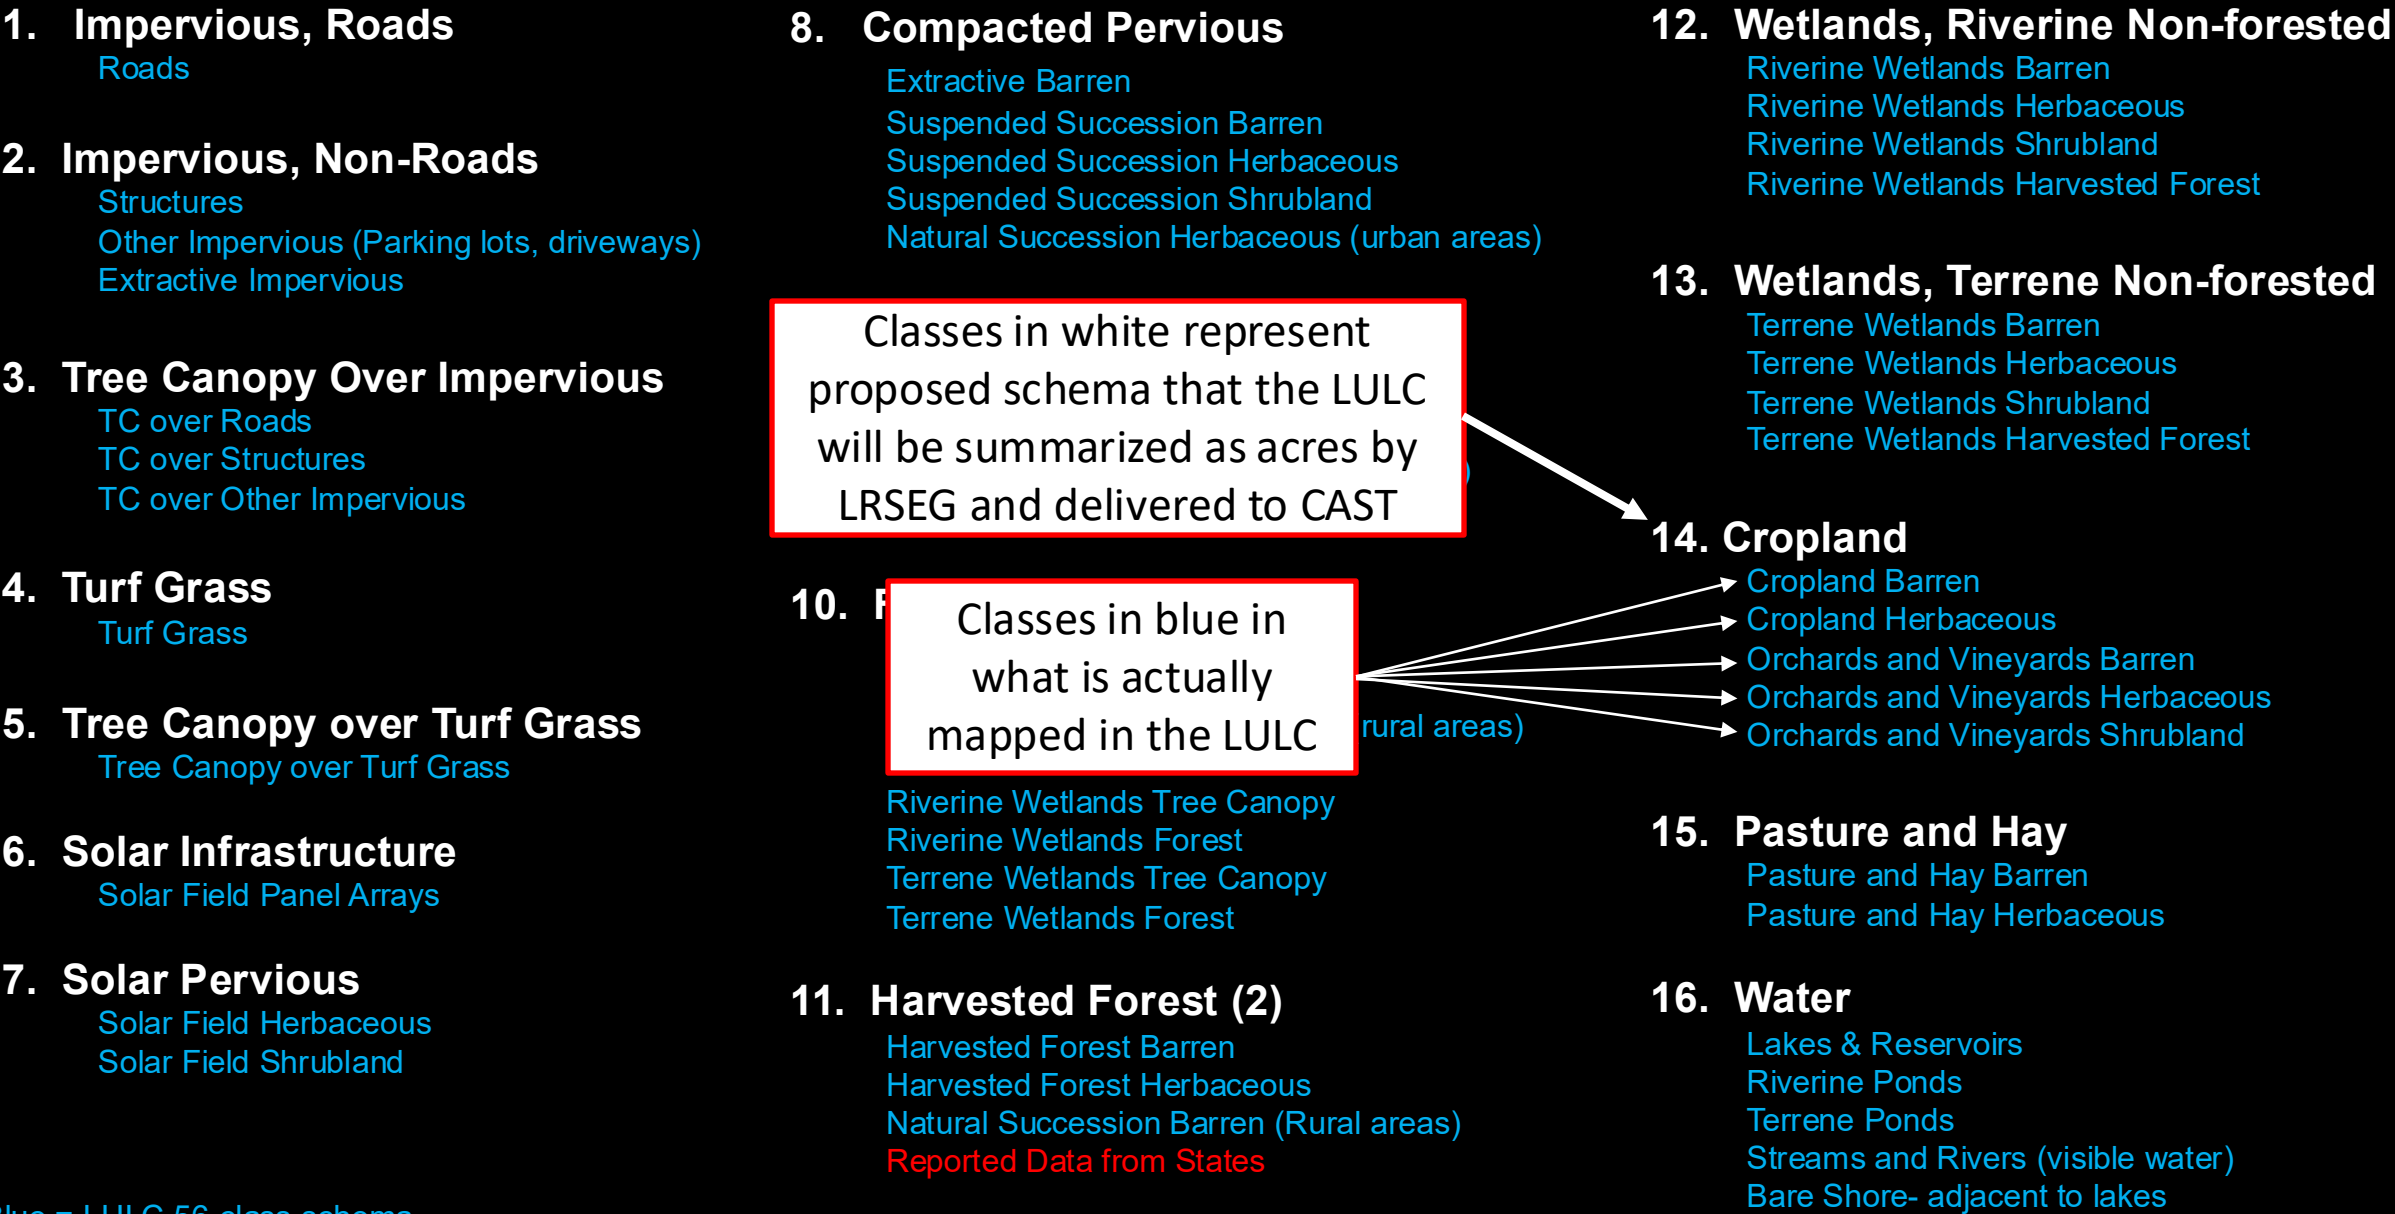 1. Impervious, Roads
Roads
2. Impervious, Non-Roads
Structures
Other Impervious (Parking lots, driveways)
Extractive Impervious
3. Tree Canopy Over Impervious
TC over Roads
TC over Structures
TC over Other Impervious
4. Turf Grass
Turf Grass
5. Tree Canopy over Turf Grass
Tree Canopy over Turf Grass
6. Solar Infrastructure
Solar Field Panel Arrays
7. Solar Pervious
Solar Field Herbaceous
Solar Field Shrubland
8. Compacted Pervious
Extractive Barren
Suspended Succession Barren
Suspended Succession Herbaceous
Suspended Succession Shrubland
Natural Succession Herbaceous (urban areas)
Classes in white represent
proposed schema that the LULC
will be summarized as acres by
LRSEG and delivered to CAST
)
10. F
Classes in blue in
what is actually
mapped in the LULC
rural areas)
Riverine Wetlands Tree Canopy
Riverine Wetlands Forest
Terrene Wetlands Tree Canopy
Terrene Wetlands Forest
11. Harvested Forest (2)
Harvested Forest Barren
Harvested Forest Herbaceous
Natural Succession Barren (Rural areas)
Reported Data from States
12. Wetlands, Riverine Non-forested
Riverine Wetlands Barren
Riverine Wetlands Herbaceous
Riverine Wetlands Shrubland
Riverine Wetlands Harvested Forest
13. Wetlands, Terrene Non-forested
Terrene Wetlands Barren
Terrene Wetlands Herbaceous
Terrene Wetlands Shrubland
Terrene Wetlands Harvested Forest
14. Cropland
Cropland Barren
Cropland Herbaceous
Orchards and Vineyards Barren
Orchards and Vineyards Herbaceous
Orchards and Vineyards Shrubland
15. Pasture and Hay
Pasture and Hay Barren
Pasture and Hay Herbaceous
16. Water
Lakes & Reservoirs
Riverine Ponds
Terrene Ponds
Streams and Rivers (visible water)
Bare Shore- adjacent to lakes